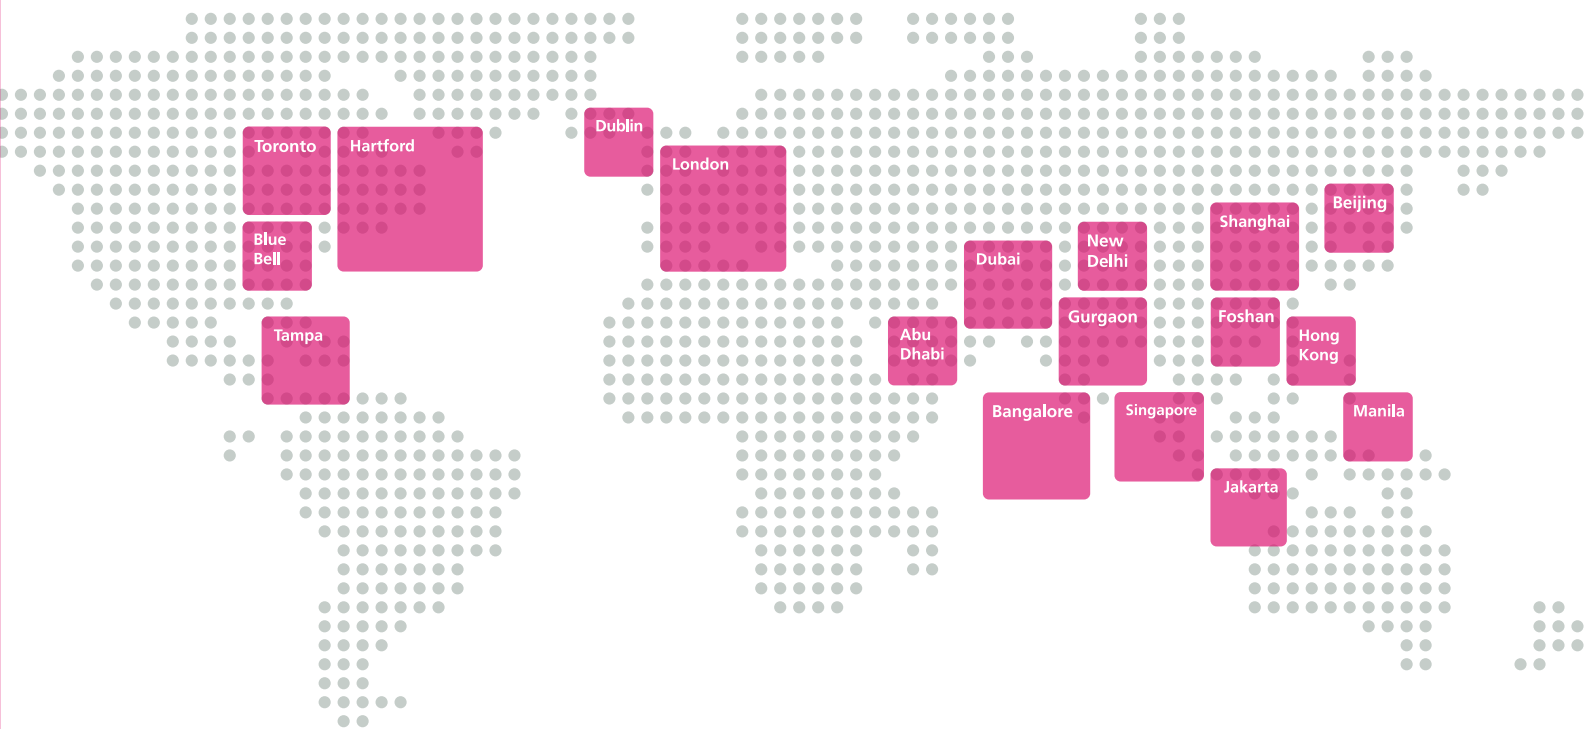 Dublin
Toronto
Hartford
London
Beijing
Shanghai
Blue
Bell
New
Delhi
Dubai
Gurgaon
Foshan
Tampa
Abu
Dhabi
Hong
Kong
Bangalore
Singapore
Manila
Jakarta